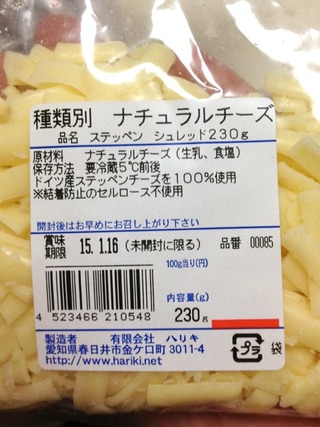 種類別 ナチュラルチーズ
品名 ステッペン シュレッド230g
原材料 ナチュラルチーズ(生乳、食塩)
保存方法 要冷蔵5℃前後
ドイツ産ステッペンチーズを100%使用
※結着防止のセルロース不使用
開封後はお早めにお召し上がり下さい
賞味期限 15.1.16 (未開封に限る) 品番 00085
100g当り(円)
内容量(g)
230g
4 523466 210548
プラ 袋
製造者 有限会社 ハリキ
愛知県春日井市金ケ口町3011-4
http://www.hariki.net